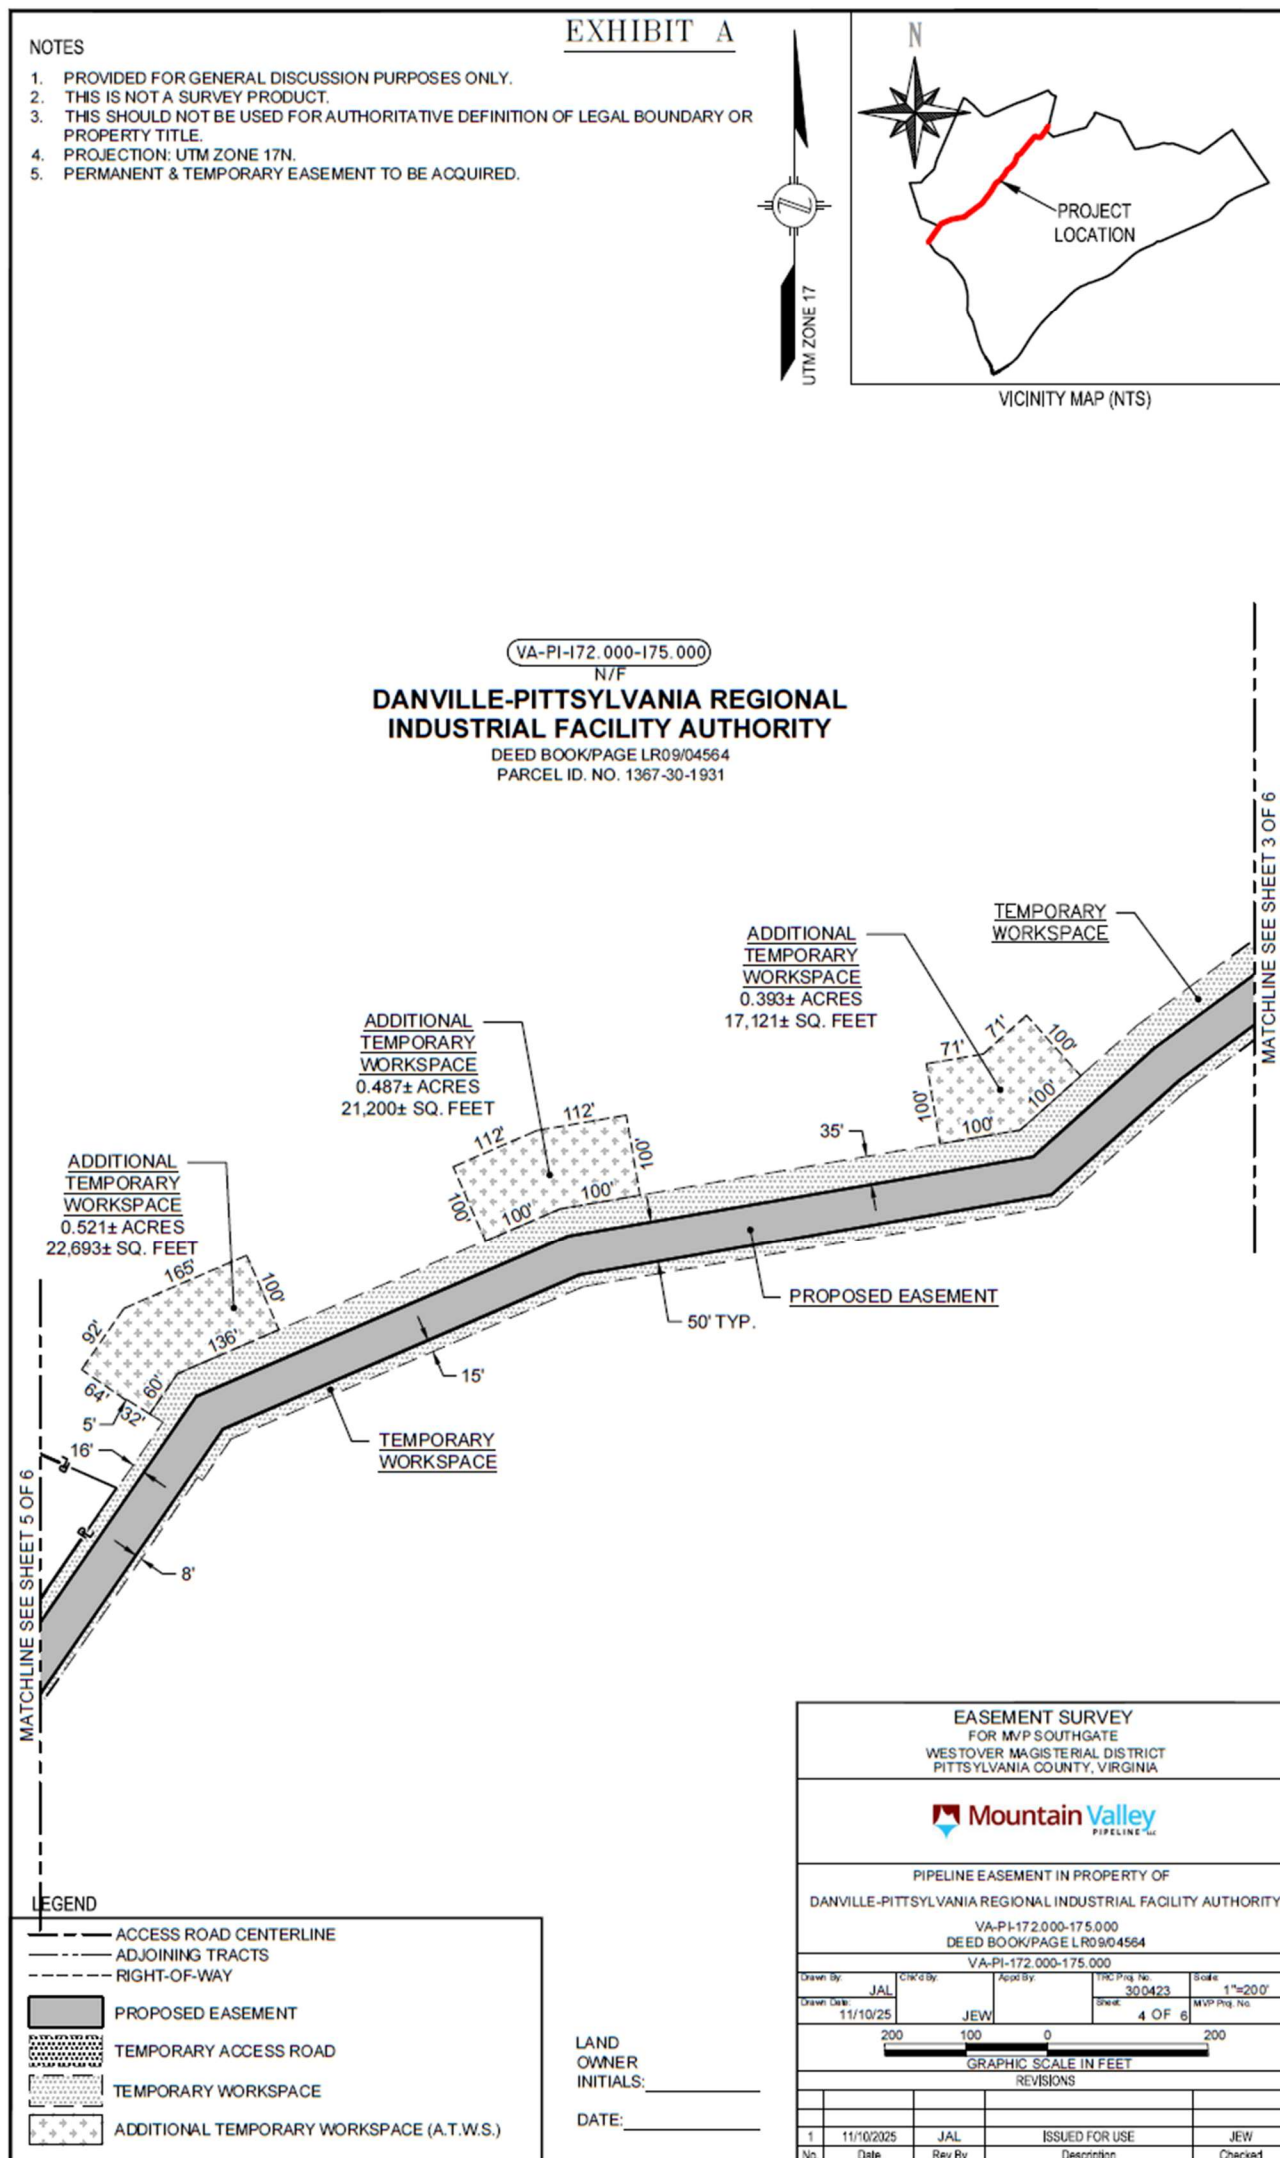 EXHIBIT A
NOTES
1. PROVIDED FOR GENERAL DISCUSSION PURPOSES ONLY.
2. THIS IS NOT A SURVEY PRODUCT.
3. THIS SHOULD NOT BE USED FOR AUTHORITATIVE DEFINITION OF LEGAL BOUNDARY OR
PROPERTY TITLE.
4. PROJECTION: UTM ZONE 17N.
5. PERMANENT & TEMPORARY EASEMENT TO BE ACQUIRED.
UTM ZONE 17
N
PROJECT
LOCATION
VICINITY MAP (NTS)
VA-PI-172.000-175.000
N/F
DANVILLE-PITTSYLVANIA REGIONAL
INDUSTRIAL FACILITY AUTHORITY
DEED BOOK/PAGE LR09/04564
PARCEL ID. NO. 1367-30-1931
MATCHLINE SEE SHEET 3 OF 6
TEMPORARY
WORKSPACE
ADDITIONAL
TEMPORARY
WORKSPACE
0.393± ACRES
17,121± SQ. FEET
71'
71'
100'
100'
100'
100'
ADDITIONAL
TEMPORARY
WORKSPACE
0.487± ACRES
21,200± SQ. FEET
112'
112'
100'
100'
100'
100'
35'
ADDITIONAL
TEMPORARY
WORKSPACE
0.521± ACRES
22,693± SQ. FEET
165'
100'
92'
136'
60'
64'
32'
5'
16'
PROPOSED EASEMENT
50' TYP.
15'
TEMPORARY
WORKSPACE
8'
MATCHLINE SEE SHEET 5 OF 6
LEGEND
ACCESS ROAD CENTERLINE
ADJOINING TRACTS
RIGHT-OF-WAY
PROPOSED EASEMENT
TEMPORARY ACCESS ROAD
TEMPORARY WORKSPACE
ADDITIONAL TEMPORARY WORKSPACE (A.T.W.S.)
LAND
OWNER
INITIALS:
DATE:
EASEMENT SURVEY
FOR MVP SOUTHGATE
WESTOVER MAGISTERIAL DISTRICT
PITTSYLVANIA COUNTY, VIRGINIA
Mountain Valley
PIPELINE LLC
PIPELINE EASEMENT IN PROPERTY OF
DANVILLE-PITTSYLVANIA REGIONAL INDUSTRIAL FACILITY AUTHORITY
VA-PI-172.000-175.000
DEED BOOK/PAGE LR09/04564
VA-PI-172.000-175.000
Drawn By: JAL Chk'd By: Appd By: TRC Proj. No. 300423 Scale: 1"=200'
Drawn Date: 11/10/25 JEW Sheet: 4 OF 6 MVP Proj. No.
200 100 0 200
GRAPHIC SCALE IN FEET
REVISIONS
1 11/10/2025 JAL ISSUED FOR USE JEW
No. Date Rev By Description Checked